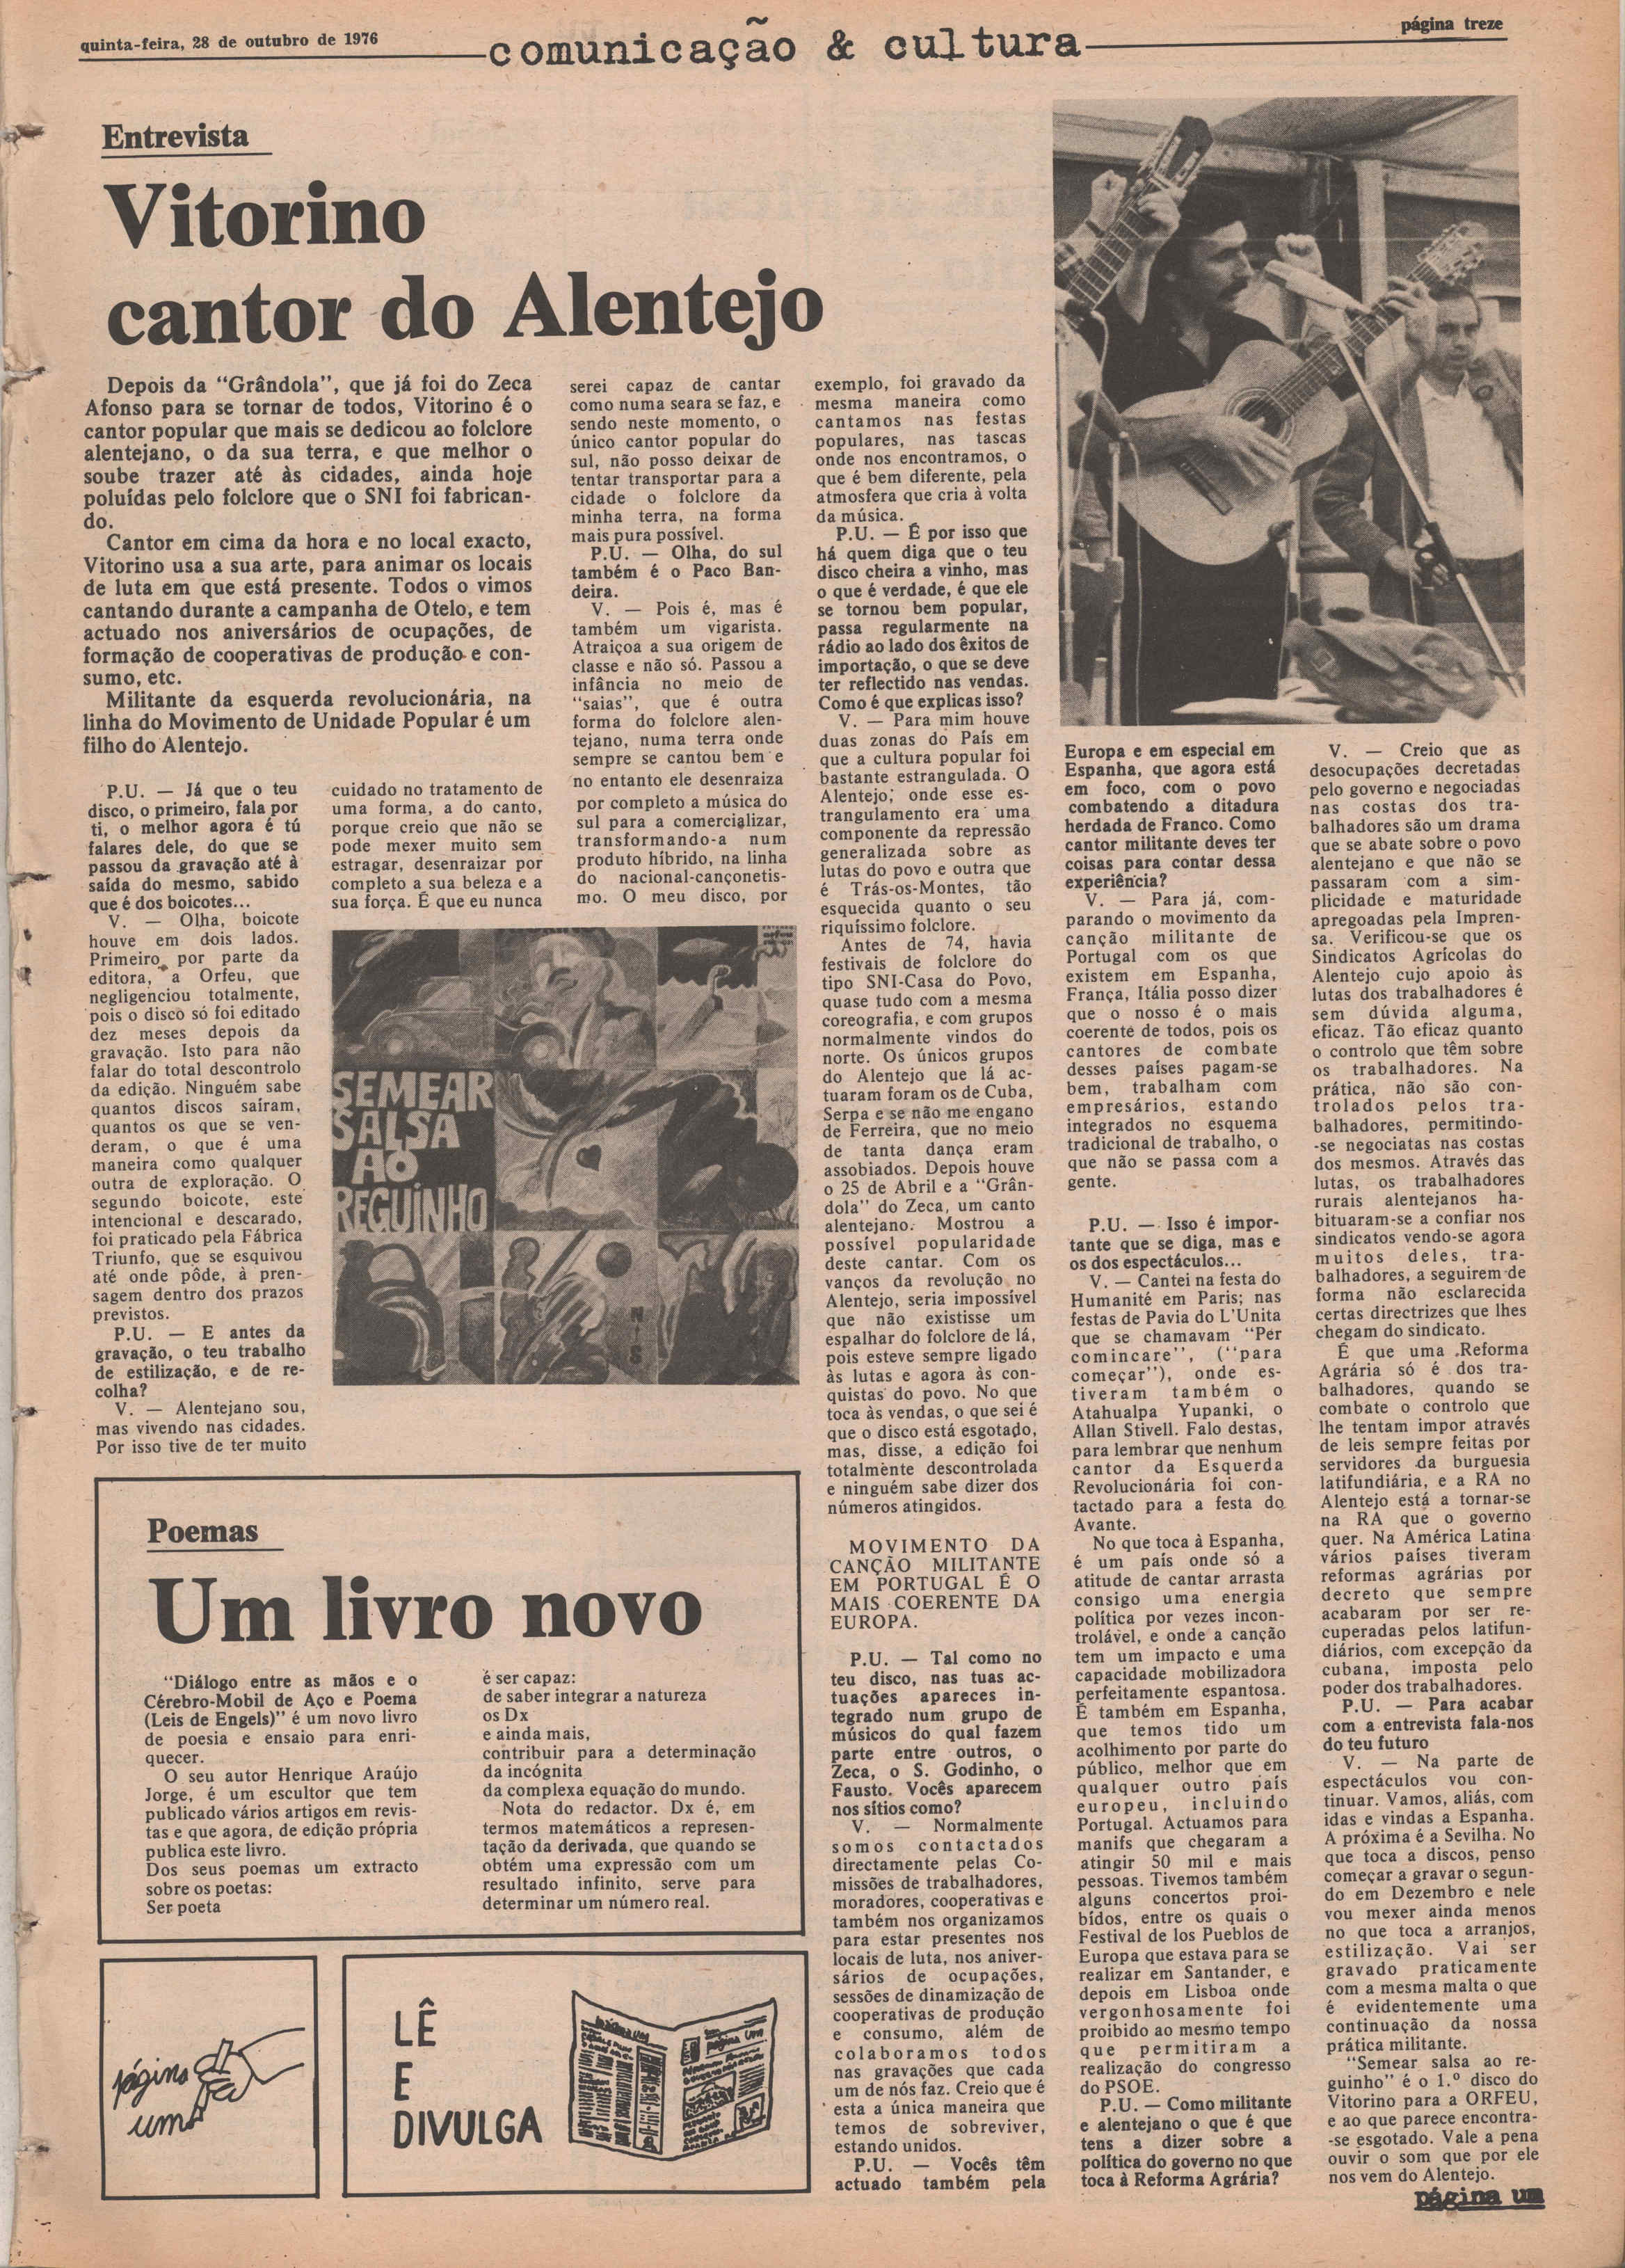 quinta-feira, 28 de outubro de 1976
comunicação & cultura
página treze
Entrevista
Vitorino
cantor do Alentejo
Depois da "Grândola", que já foi do Zeca
Afonso para se tornar de todos, Vitorino é o
cantor popular que mais se dedicou ao folclore
alentejano, o da sua terra, e que melhor o
soube trazer até às cidades, ainda hoje
poluídas pelo folclore que o SNI foi fabrican-
do.
Cantor em cima da hora e no local exacto,
Vitorino usa a sua arte, para animar os locais
de luta em que está presente. Todos o vimos
cantando durante a campanha de Otelo, e tem
actuado nos aniversários de ocupações, de
formação de cooperativas de produção e con-
sumo, etc.
Militante da esquerda revolucionária, na
linha do Movimento de Unidade Popular é um
filho do Alentejo.
P.U. — Já que o teu
disco, o primeiro, fala por
ti, o melhor agora é tú
falares dele, do que se
passou da gravação até à
saída do mesmo, sabido
que é dos boicotes...
V. — Olha, boicote
houve em dois lados.
Primeiro por parte da
editora, a Orfeu, que
negligenciou totalmente,
pois o disco só foi editado
dez meses depois da
gravação. Isto para não
falar do total descontrolo
da edição. Ninguém sabe
quantos discos saíram,
quantos os que se ven-
deram, o que é uma
maneira como qualquer
outra de exploração. O
segundo boicote, este
intencional e descarado,
foi praticado pela Fábrica
Triunfo, que se esquivou
até onde pôde, à pren-
sagem dentro dos prazos
previstos.
P.U. — E antes da
gravação, o teu trabalho
de estilização, e de re-
colha?
V. — Alentejano sou,
mas vivendo nas cidades.
Por isso tive de ter muito
cuidado no tratamento de
uma forma, a do canto,
porque creio que não se
pode mexer muito sem
estragar, desenraizar por
completo a sua beleza e a
sua força. É que eu nunca
serei capaz de cantar
como numa seara se faz, e
sendo neste momento, o
único cantor popular do
sul, não posso deixar de
tentar transportar para a
cidade o folclore da
minha terra, na forma
mais pura possível.
P.U. — Olha, do sul
também é o Paco Ban-
deira.
V. — Pois é, mas é
também um vigarista.
Atraiçoa a sua origem de
classe e não só. Passou a
infância no meio de
"saias", que é outra
forma do folclore alen-
tejano, numa terra onde
sempre se cantou bem e
no entanto ele desenraiza
por completo a música do
sul para a comercializar,
transformando-a num
produto híbrido, na linha
do nacional-cançonetis-
mo. O meu disco, por
exemplo, foi gravado da
mesma maneira como
cantamos nas festas
populares, nas tascas
onde nos encontramos, o
que é bem diferente, pela
atmosfera que cria à volta
da música.
P.U. — É por isso que
há quem diga que o teu
disco cheira a vinho, mas
o que é verdade, é que ele
se tornou bem popular,
passa regularmente na
rádio ao lado dos êxitos de
importação, o que se deve
ter reflectido nas vendas.
Como é que explicas isso?
V. — Para mim houve
duas zonas do País em
que a cultura popular foi
bastante estrangulada. O
Alentejo; onde esse es-
trangulamento era uma
componente da repressão
generalizada sobre as
lutas do povo e outra que
é Trás-os-Montes, tão
esquecida quanto o seu
riquíssimo folclore.
Antes de 74, havia
festivais de folclore do
tipo SNI-Casa do Povo,
quase tudo com a mesma
coreografia, e com grupos
normalmente vindos do
norte. Os únicos grupos
do Alentejo que lá ac-
tuaram foram os de Cuba,
Serpa e se não me engano
de Ferreira, que no meio
de tanta dança eram
assobiados. Depois houve
o 25 de Abril e a "Grân-
dola" do Zeca, um canto
alentejano. Mostrou a
possível popularidade
deste cantar. Com os
vanços da revolução no
Alentejo, seria impossível
que não existisse um
espalhar do folclore de lá,
pois esteve sempre ligado
às lutas e agora às con-
quistas do povo. No que
toca às vendas, o que sei é
que o disco está esgotado,
mas, disse, a edição foi
totalmente descontrolada
e ninguém sabe dizer dos
números atingidos.
MOVIMENTO DA
CANÇÃO MILITANTE
EM PORTUGAL É O
MAIS COERENTE DA
EUROPA.
P.U. — Tal como no
teu disco, nas tuas ac-
tuações apareces in-
tegrado num grupo de
músicos do qual fazem
parte entre outros, o
Zeca, o S. Godinho, o
Fausto. Vocês aparecem
nos sítios como?
V. — Normalmente
somos contactados
directamente pelas Co-
missões de trabalhadores,
moradores, cooperativas e
também nos organizamos
para estar presentes nos
locais de luta, nos aniver-
sários de ocupações,
sessões de dinamização de
cooperativas de produção
e consumo, além de
colaboramos todos
nas gravações que cada
um de nós faz. Creio que é
esta a única maneira que
temos de sobreviver,
estando unidos.
P.U. — Vocês têm
actuado também pela
Europa e em especial em
Espanha, que agora está
em foco, com o povo
combatendo a ditadura
herdada de Franco. Como
cantor militante deves ter
coisas para contar dessa
experiência?
V. — Para já, com-
parando o movimento da
canção militante de
Portugal com os que
existem em Espanha,
França, Itália posso dizer
que o nosso é o mais
coerente de todos, pois os
cantores de combate
desses países pagam-se
bem, trabalham com
empresários, estando
integrados no esquema
tradicional de trabalho, o
que não se passa com a
gente.
P.U. — Isso é impor-
tante que se diga, mas e
os dos espectáculos...
V. — Cantei na festa do
Humanité em Paris; nas
festas de Pavia do L'Unita
que se chamavam "Per
comincare", ("para
começar"), onde es-
tiveram também o
Atahualpa Yupanki, o
Allan Stivell. Falo destas,
para lembrar que nenhum
cantor da Esquerda
Revolucionária foi con-
tactado para a festa do
Avante.
No que toca à Espanha,
é um país onde só a
atitude de cantar arrasta
consigo uma energia
política por vezes incon-
trolável, e onde a canção
tem um impacto e uma
capacidade mobilizadora
perfeitamente espantosa.
E também em Espanha,
que temos tido um
acolhimento por parte do
público, melhor que em
qualquer outro país
europeu, incluindo
Portugal. Actuamos para
manifs que chegaram a
atingir 50 mil e mais
pessoas. Tivemos também
alguns concertos proi-
bídos, entre os quais o
Festival de los Pueblos de
Europa que estava para se
realizar em Santander, e
depois em Lisboa onde
vergonhosamente foi
proibido ao mesmo tempo
que permitiram a
realização do congresso
do PSOE.
P.U. — Como militante
e alentejano o que é que
tens a dizer sobre a
política do governo no que
toca à Reforma Agrária?
V. — Creio que as
desocupações decretadas
pelo governo e negociadas
nas costas dos tra-
balhadores são um drama
que se abate sobre o povo
alentejano e que não se
passaram com a sim-
plicidade e maturidade
apregoadas pela Impren-
sa. Verificou-se que os
Sindicatos Agrícolas do
Alentejo cujo apoio às
lutas dos trabalhadores é
sem dúvida alguma,
eficaz. Tão eficaz quanto
o controlo que têm sobre
os trabalhadores. Na
prática, não são con-
trolados pelos tra-
balhadores, permitindo-
-se negociatas nas costas
dos mesmos. Através das
lutas, os trabalhadores
rurais alentejanos ha-
bituaram-se a confiar nos
sindicatos vendo-se agora
muitos deles, tra-
balhadores, a seguirem de
forma não esclarecida
certas directrizes que lhes
chegam do sindicato.
É que uma Reforma
Agrária só é dos tra-
balhadores, quando se
combate o controlo que
lhe tentam impor através
de leis sempre feitas por
servidores da burguesia
latifundiária, e a RA no
Alentejo está a tornar-se
na RA que o governo
quer. Na América Latina
vários países tiveram
reformas agrárias por
decreto que sempre
acabaram por ser re-
cuperadas pelos latifun-
diários, com excepção da
cubana, imposta pelo
poder dos trabalhadores.
P.U. — Para acabar
com a entrevista fala-nos
do teu futuro
V. — Na parte de
espectáculos vou con-
tinuar. Vamos, aliás, com
idas e vindas a Espanha.
A próxima é a Sevilha. No
que toca a discos, penso
começar a gravar o segun-
do em Dezembro e nele
vou mexer ainda menos
no que toca a arranjos,
estilização. Vai ser
gravado praticamente
com a mesma malta o que
é evidentemente uma
continuação da nossa
prática militante.
"Semear salsa ao re-
guinho" é o 1.º disco do
Vitorino para a ORFEU,
e ao que parece encontra-
-se esgotado. Vale a pena
ouvir o som que por ele
nos vem do Alentejo.
página um
SEMEAR
SALSA
AO
REGUINHO
Poemas
Um livro novo
"Diálogo entre as mãos e o
Cérebro-Mobil de Aço e Poema
(Leis de Engels)" é um novo livro
de poesia e ensaio para enri-
quecer.
O seu autor Henrique Araújo
Jorge, é um escultor que tem
publicado vários artigos em revis-
tas e que agora, de edição própria
publica este livro.
Dos seus poemas um extracto
sobre os poetas:
Ser poeta
é ser capaz:
de saber integrar a natureza
os Dx
e ainda mais,
contribuir para a determinação
da incógnita
da complexa equação do mundo.
Nota do redactor. Dx é, em
termos matemáticos a represen-
tação da derivada, que quando se
obtém uma expressão com um
resultado infinito, serve para
determinar um número real.
página
uma
LÊ
E
DIVULGA
página um
página um